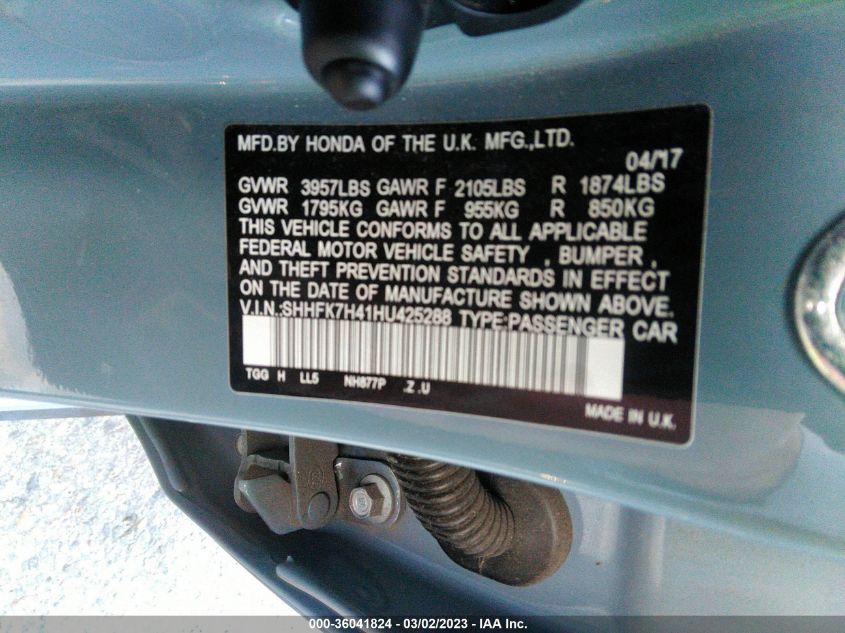 MFD.BY HONDA OF THE U.K. MFG.,LTD.
04/17
GVWR 3957LBS GAWR F 2105LBS R 1874LBS
GVWR 1795KG GAWR F 955KG R 850KG
THIS VEHICLE CONFORMS TO ALL APPLICABLE
FEDERAL MOTOR VEHICLE SAFETY , BUMPER ,
AND THEFT PREVENTION STANDARDS IN EFFECT
ON THE DATE OF MANUFACTURE SHOWN ABOVE.
V.I.N.:SHHFK7H41HU425288 TYPE:PASSENGER CAR
TGG H LL5 NH877P .Z .U
MADE IN U.K.
000-36041824 — 03/02/2023 — IAA Inc.